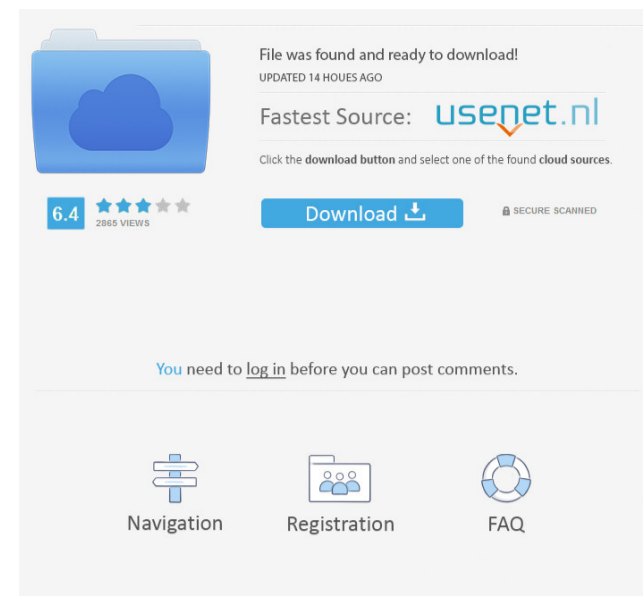 File was found and ready to download!
UPDATED 14 HOUES AGO
Fastest Source: usenet.nl
Click the download button and select one of the found cloud sources.
6.4
2865 VIEWS
Download
SECURE SCANNED
You need to log in before you can post comments.
Navigation
Registration
FAQ